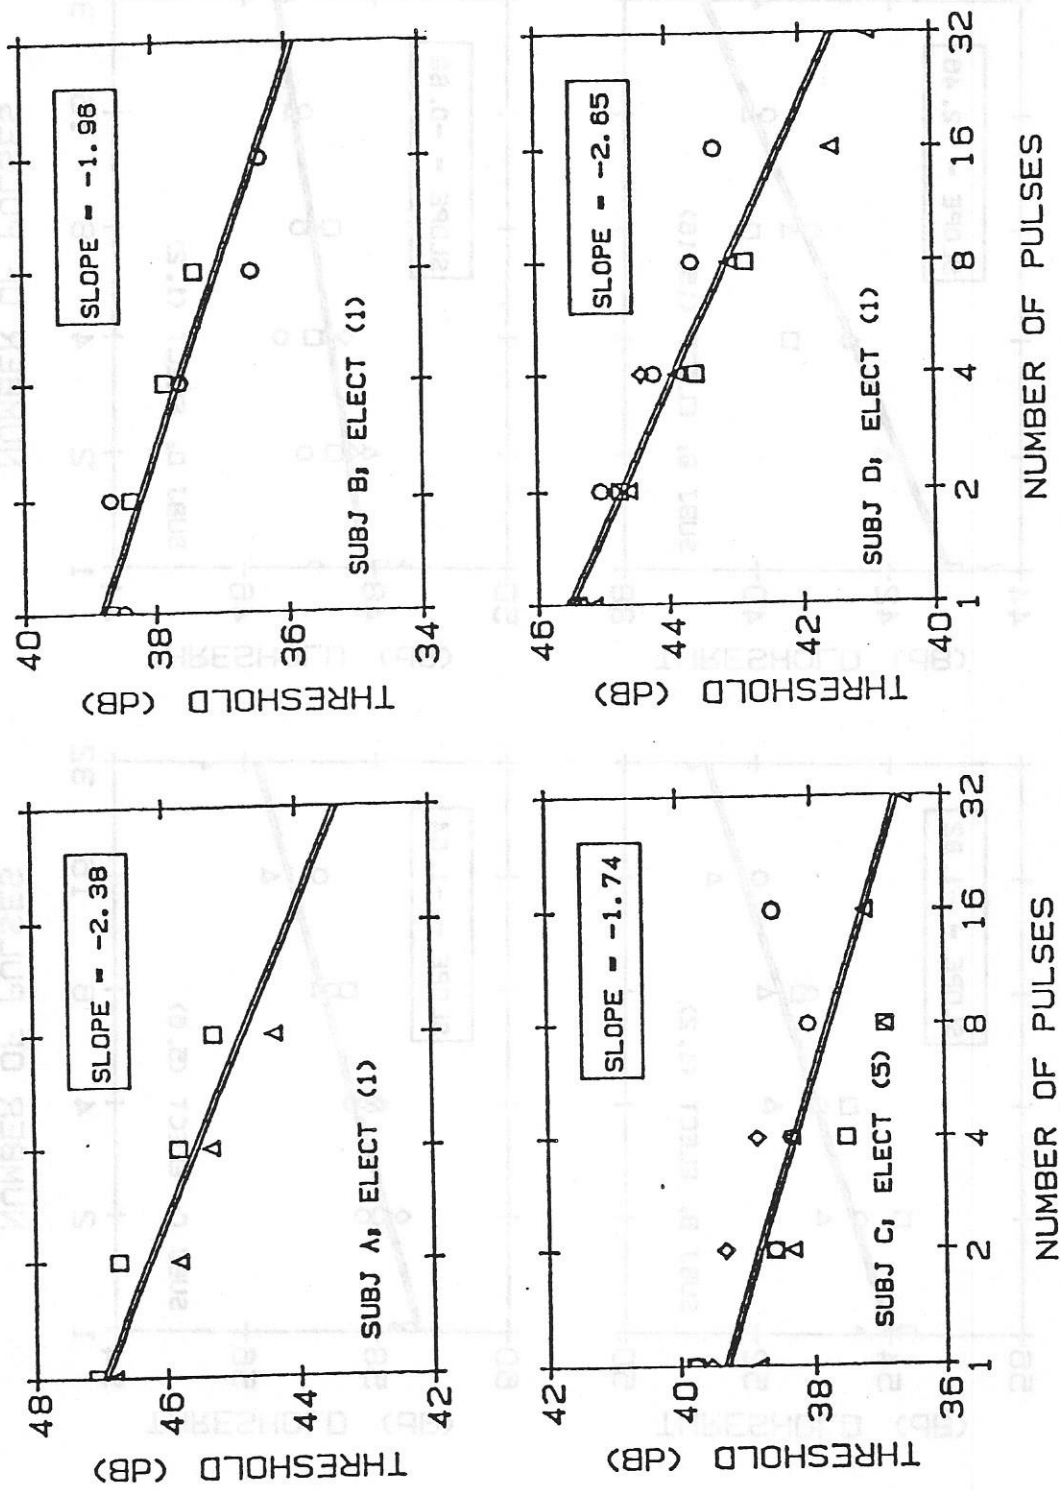 48
46
44
42
THRESHOLD (dB)
SLOPE = -2.38
SUBJ A; ELECT (1)
40
38
36
34
THRESHOLD (dB)
SLOPE = -1.98
SUBJ B; ELECT (1)
42
40
38
36
THRESHOLD (dB)
SLOPE = -1.74
SUBJ C; ELECT (5)
1 2 4 8 16 32
NUMBER OF PULSES
46
44
42
40
THRESHOLD (dB)
SLOPE = -2.65
SUBJ D; ELECT (1)
1 2 4 8 16 32
NUMBER OF PULSES